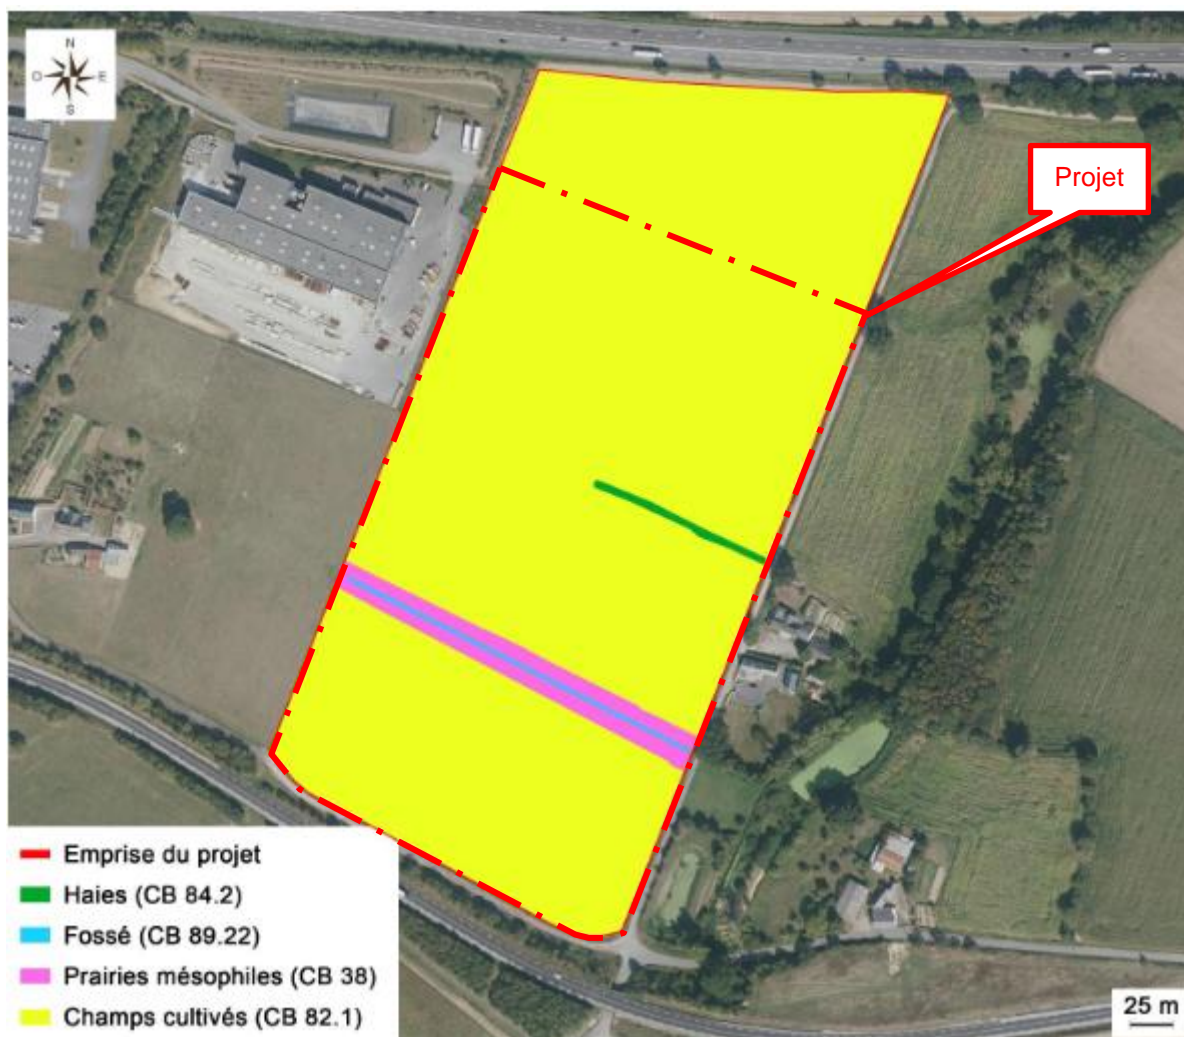 N
O
E
S
Projet
Emprise du projet
Haies (CB 84.2)
Fossé (CB 89.22)
Prairies mésophiles (CB 38)
Champs cultivés (CB 82.1)
25 m